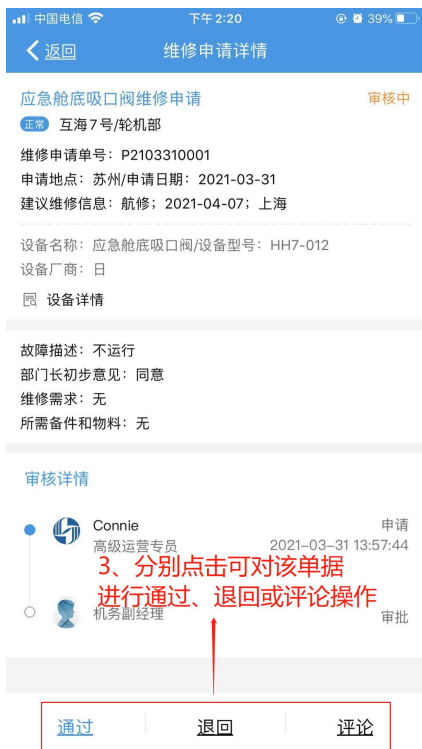 中国电信 下午2:20 39%
返回 维修申请详情
应急舱底吸口阀维修申请 审核中
正常 互海7号/轮机部
维修申请单号：P2103310001
申请地点：苏州/申请日期：2021-03-31
建议维修信息：航修；2021-04-07；上海
设备名称：应急舱底吸口阀/设备型号：HH7-012
设备厂商：日
设备详情
故障描述：不运行
部门长初步意见：同意
维修需求：无
所需备件和物料：无
审核详情
Connie 申请
高级运营专员 2021-03-31 13:57:44
3、分别点击可对该单据
进行通过、退回或评论操作
机务副经理 审批
通过 退回 评论